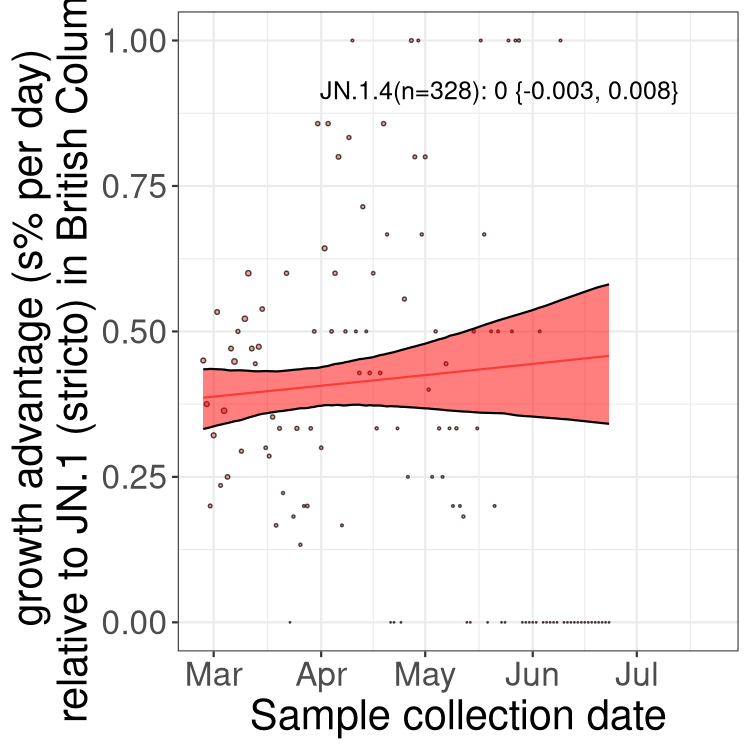 growth advantage (s% per day)
relative to JN.1 (stricto) in British Colum
1.00
0.75
0.50
0.25
0.00
JN.1.4(n=328): 0 {-0.003, 0.008}
Mar Apr May Jun Jul
Sample collection date